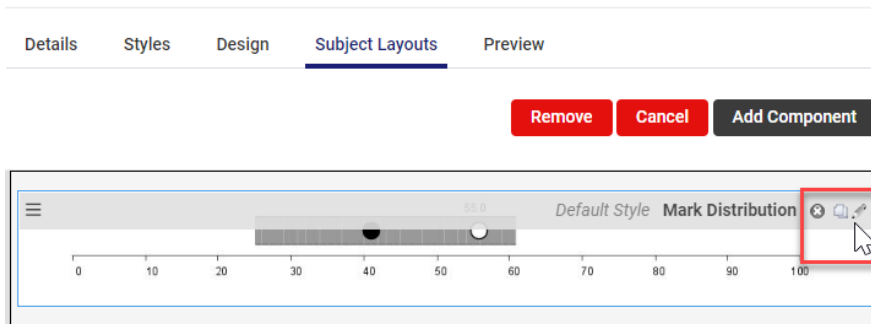 Details Styles Design Subject Layouts Preview
Remove Cancel Add Component
55.0 Default Style Mark Distribution
0 10 20 30 40 50 60 70 80 90 100